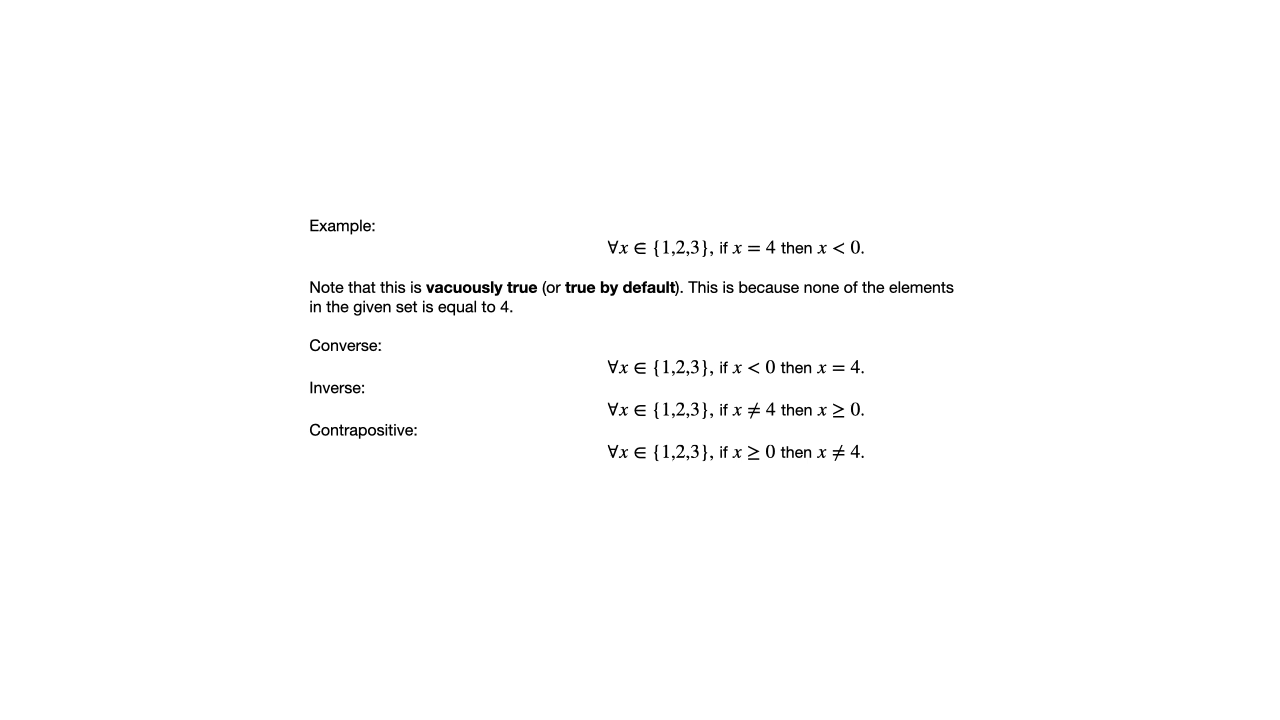 Example:
∀x ∈ {1,2,3}, if x = 4 then x < 0.
Note that this is vacuously true (or true by default). This is because none of the elements
in the given set is equal to 4.
Converse:
∀x ∈ {1,2,3}, if x < 0 then x = 4.
Inverse:
∀x ∈ {1,2,3}, if x ≠ 4 then x ≥ 0.
Contrapositive:
∀x ∈ {1,2,3}, if x ≥ 0 then x ≠ 4.